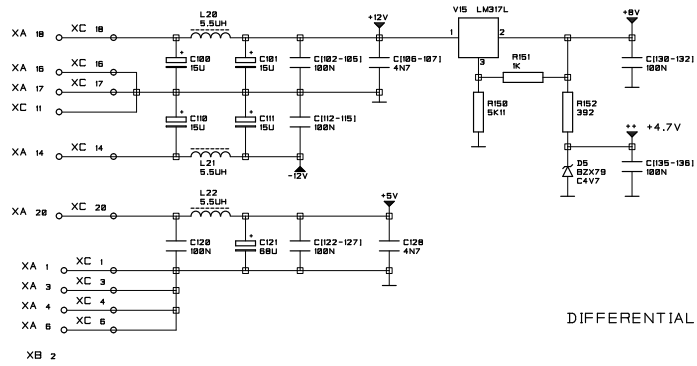 L20
5.5UH
+12V
V15 LM317L
+8V
XA 18 XC 18
1
2
3
C100
15U
C101
15U
C[102-105]
100N
C[106-107]
4N7
R151
1K
C[130-132]
100N
XA 16 XC 16
XA 17 XC 17
XC 11
R150
5K11
R152
392
C110
15U
C111
15U
C[112-115]
100N
++
+4.7V
XA 14 XC 14
L21
5.5UH
-12V
D5
BZX79
C4V7
C[135-136]
100N
L22
5.5UH
+5V
XA 20 XC 20
C120
100N
C121
68U
C[122-127]
100N
C128
4N7
XA 1 XC 1
XA 3 XC 3
XA 4 XC 4
XA 6 XC 6
DIFFERENTIAL
XB 2